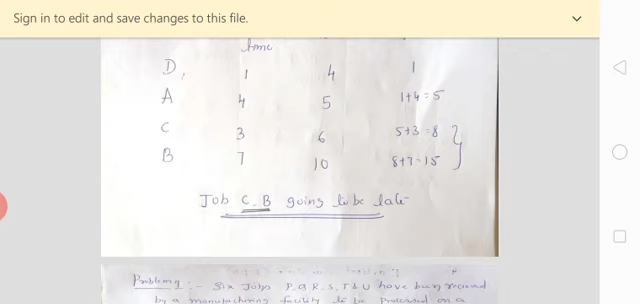 Sign in to edit and save changes to this file.
time
D, 1 4 1
A 4 5 1+4=5
C 3 6 5+3=8
B 7 10 8+7=15
Job C.B going to be late
Problem :- Six Jobs P.Q.R.S.T&U have been received
by a manufacturing facility to be processed on a